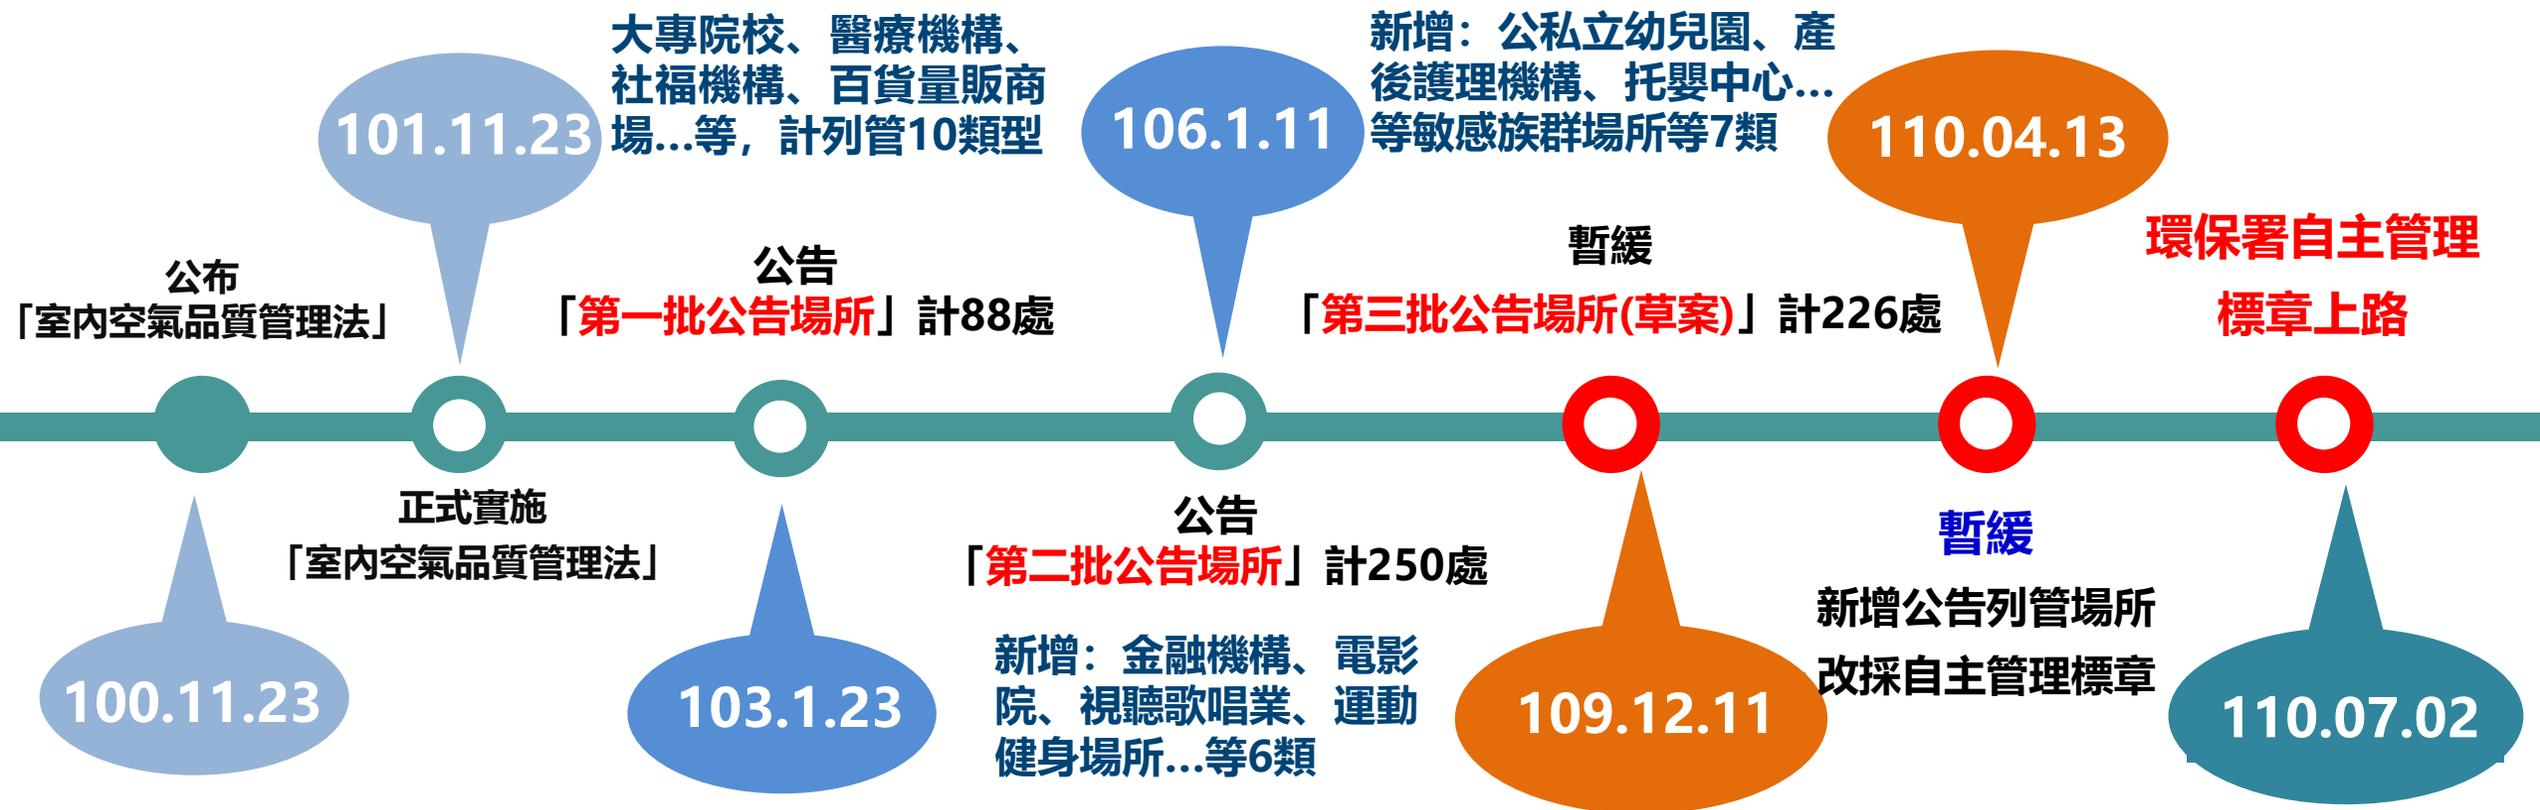 100.11.23
公布
「室內空氣品質管理法」
101.11.23
正式實施
「室內空氣品質管理法」
大專院校、醫療機構、
社福機構、百貨量販商
場...等，計列管10類型
公告
「第一批公告場所」計88處
103.1.23
106.1.11
公告
「第二批公告場所」計250處
新增：金融機構、電影
院、視聽歌唱業、運動
健身場所...等6類
新增：公私立幼兒園、產
後護理機構、托嬰中心...
等敏感族群場所等7類
暫緩
「第三批公告場所(草案)」計226處
109.12.11
110.04.13
暫緩
新增公告列管場所
改採自主管理標章
環保署自主管理
標章上路
110.07.02